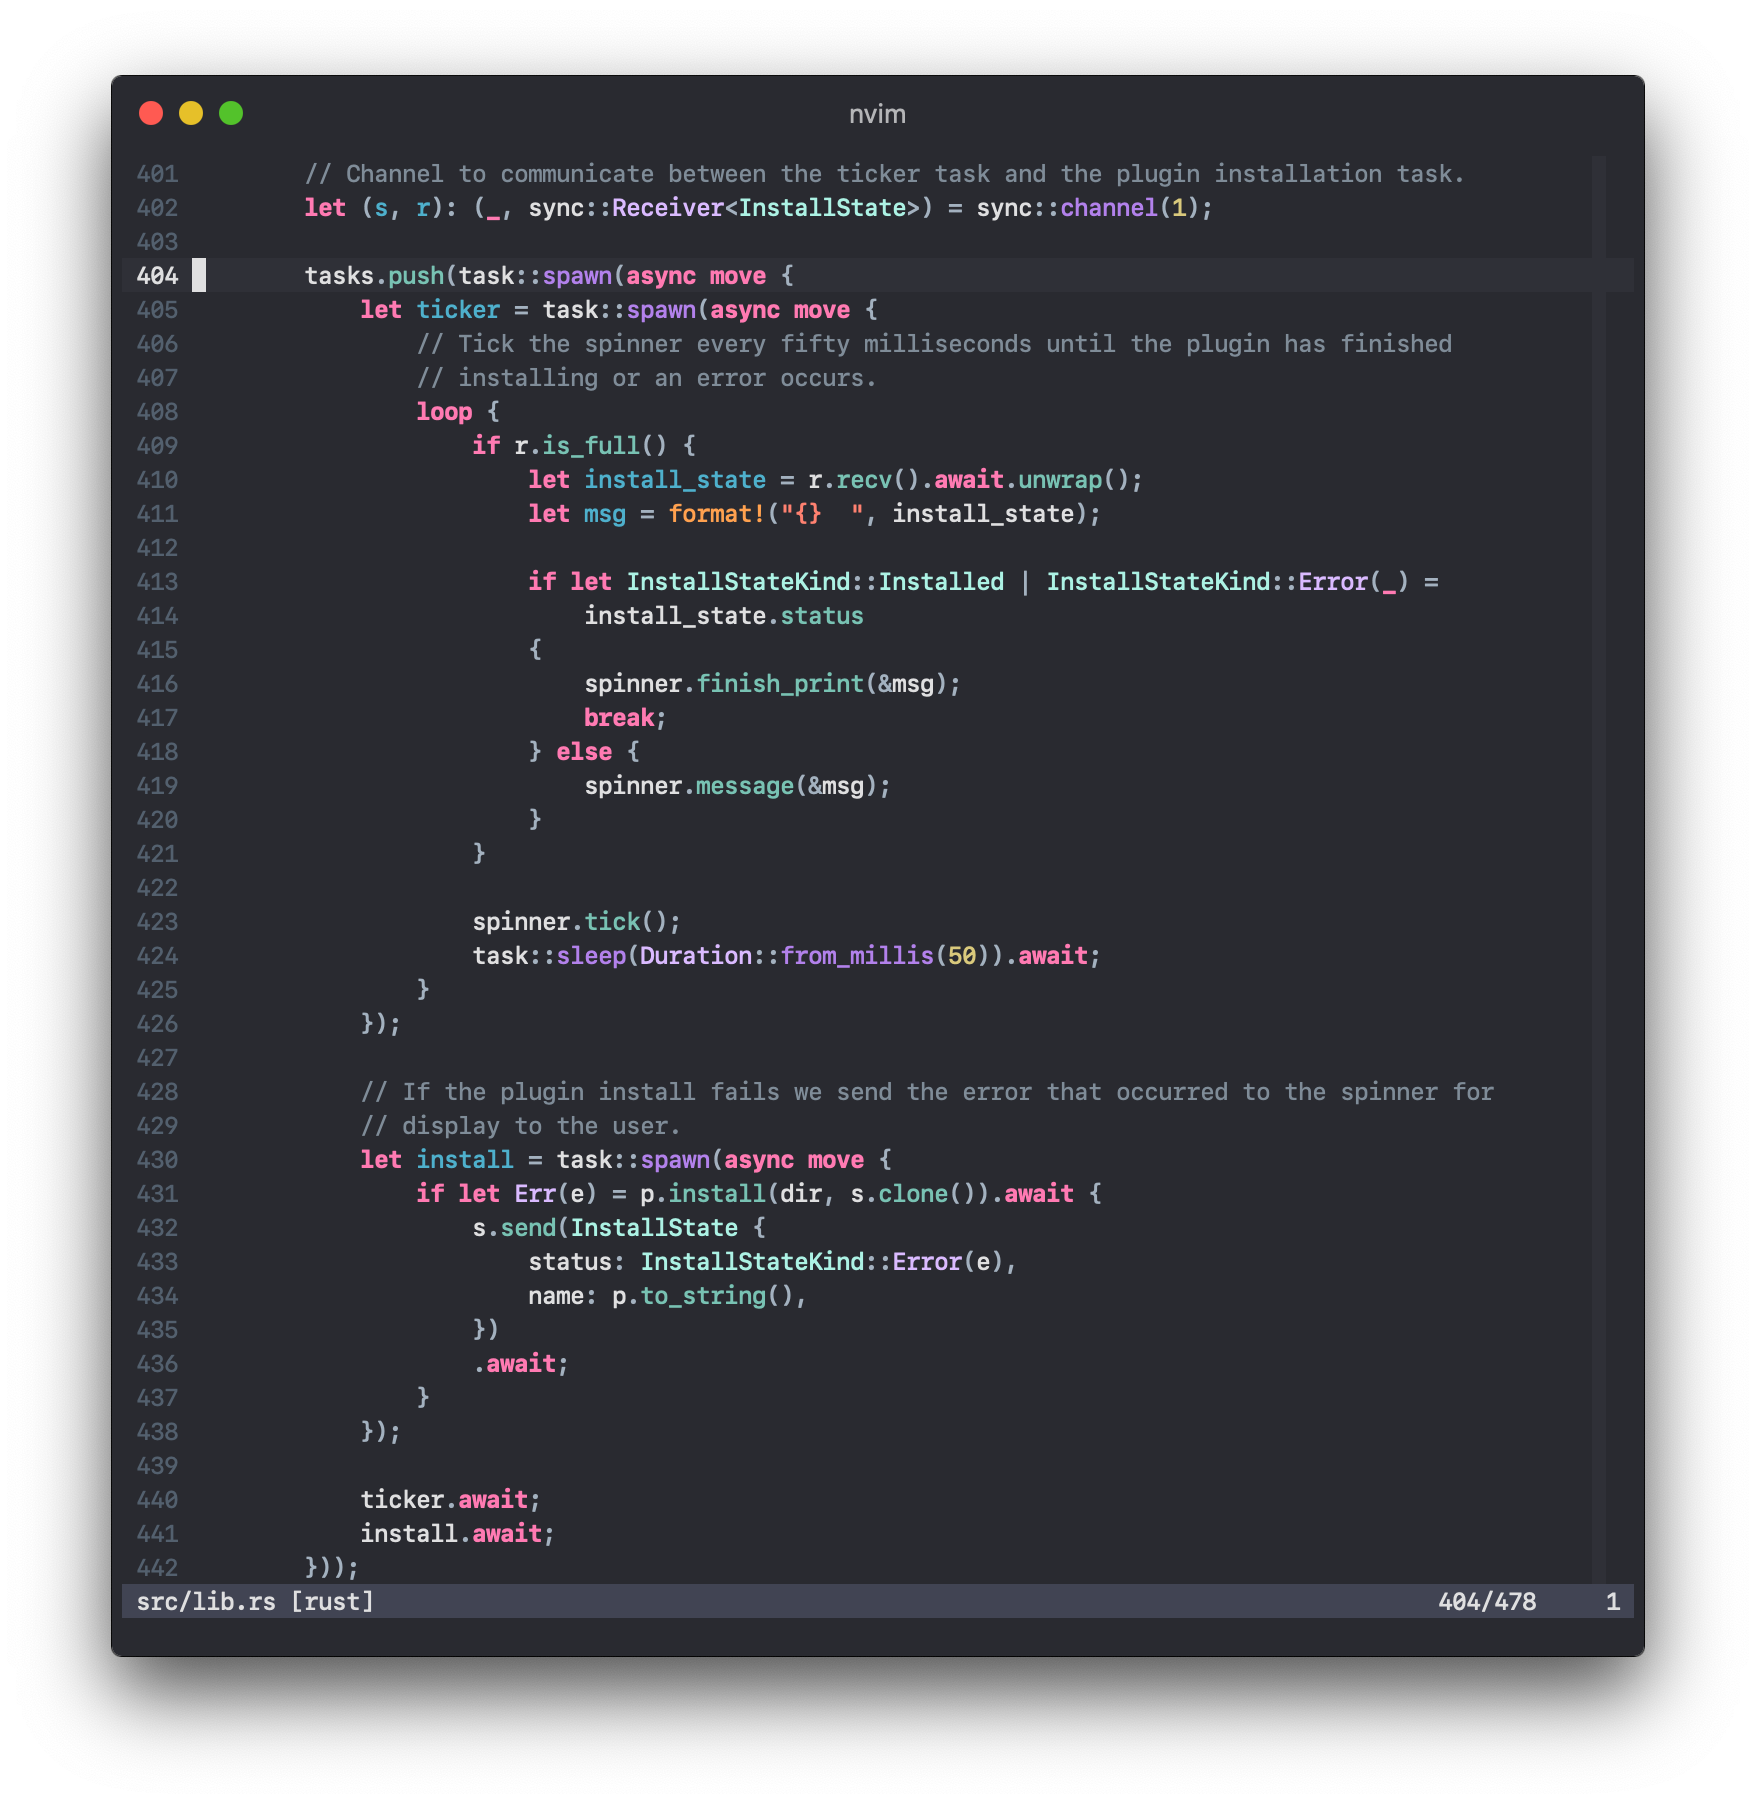 nvim
401         // Channel to communicate between the ticker task and the plugin installation task.
402         let (s, r): (_, sync::Receiver<InstallState>) = sync::channel(1);
403
404         tasks.push(task::spawn(async move {
405             let ticker = task::spawn(async move {
406                 // Tick the spinner every fifty milliseconds until the plugin has finished
407                 // installing or an error occurs.
408                 loop {
409                     if r.is_full() {
410                         let install_state = r.recv().await.unwrap();
411                         let msg = format!("{}  ", install_state);
412
413                         if let InstallStateKind::Installed | InstallStateKind::Error(_) =
414                             install_state.status
415                         {
416                             spinner.finish_print(&msg);
417                             break;
418                         } else {
419                             spinner.message(&msg);
420                         }
421                     }
422
423                     spinner.tick();
424                     task::sleep(Duration::from_millis(50)).await;
425                 }
426             });
427
428             // If the plugin install fails we send the error that occurred to the spinner for
429             // display to the user.
430             let install = task::spawn(async move {
431                 if let Err(e) = p.install(dir, s.clone()).await {
432                     s.send(InstallState {
433                         status: InstallStateKind::Error(e),
434                         name: p.to_string(),
435                     })
436                     .await;
437                 }
438             });
439
440             ticker.await;
441             install.await;
442         }));
src/lib.rs [rust] 404/478 1